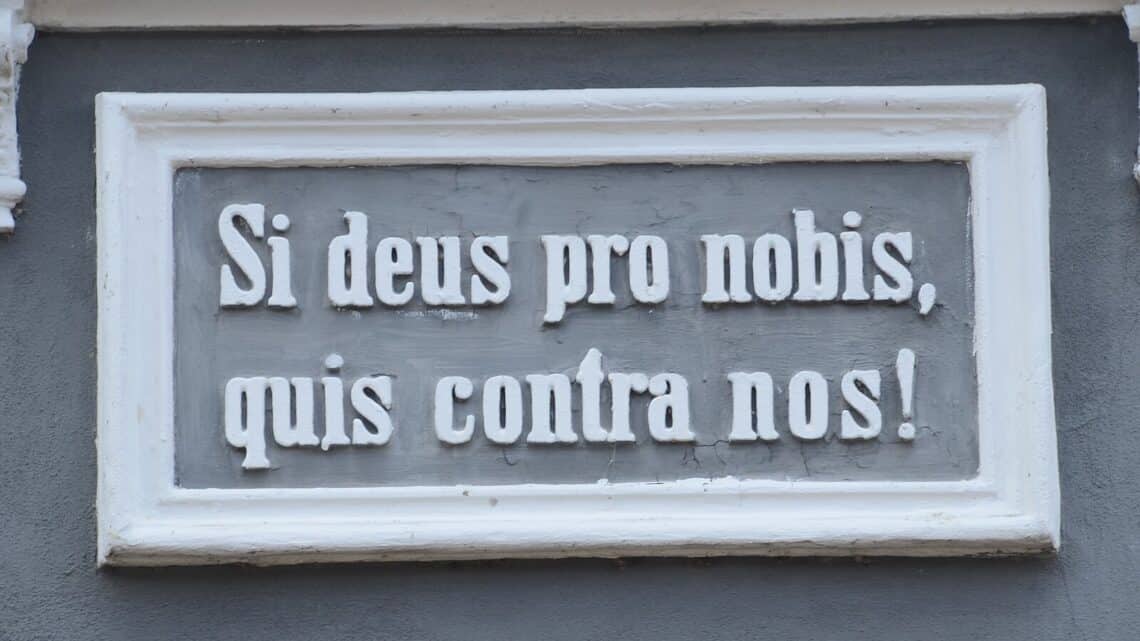 Si deus pro nobis,
quis contra nos!